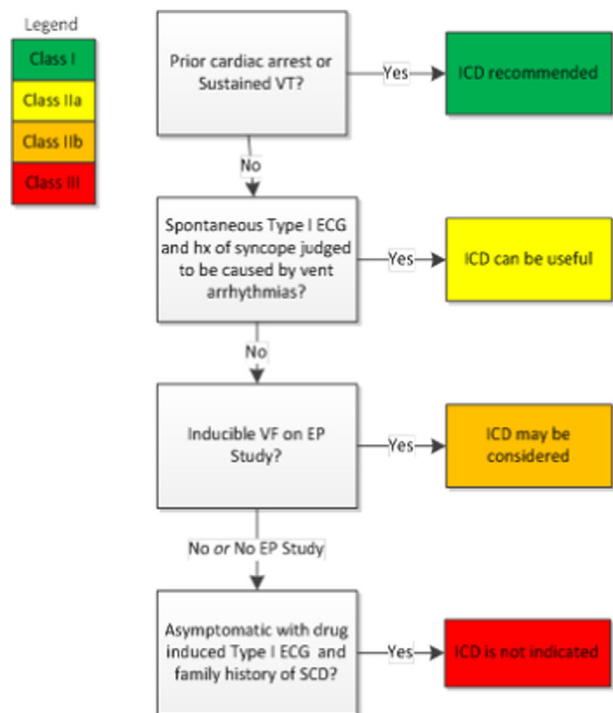 Legend
Class I
Class IIa
Class IIb
Class III
Prior cardiac arrest or
Sustained VT?
Yes
ICD recommended
No
Spontaneous Type I ECG
and hx of syncope judged
to be caused by vent
arrhythmias?
Yes
ICD can be useful
No
Inducible VF on EP
Study?
Yes
ICD may be
considered
No or No EP Study
Asymptomatic with drug
induced Type I ECG and
family history of SCD?
Yes
ICD is not indicated